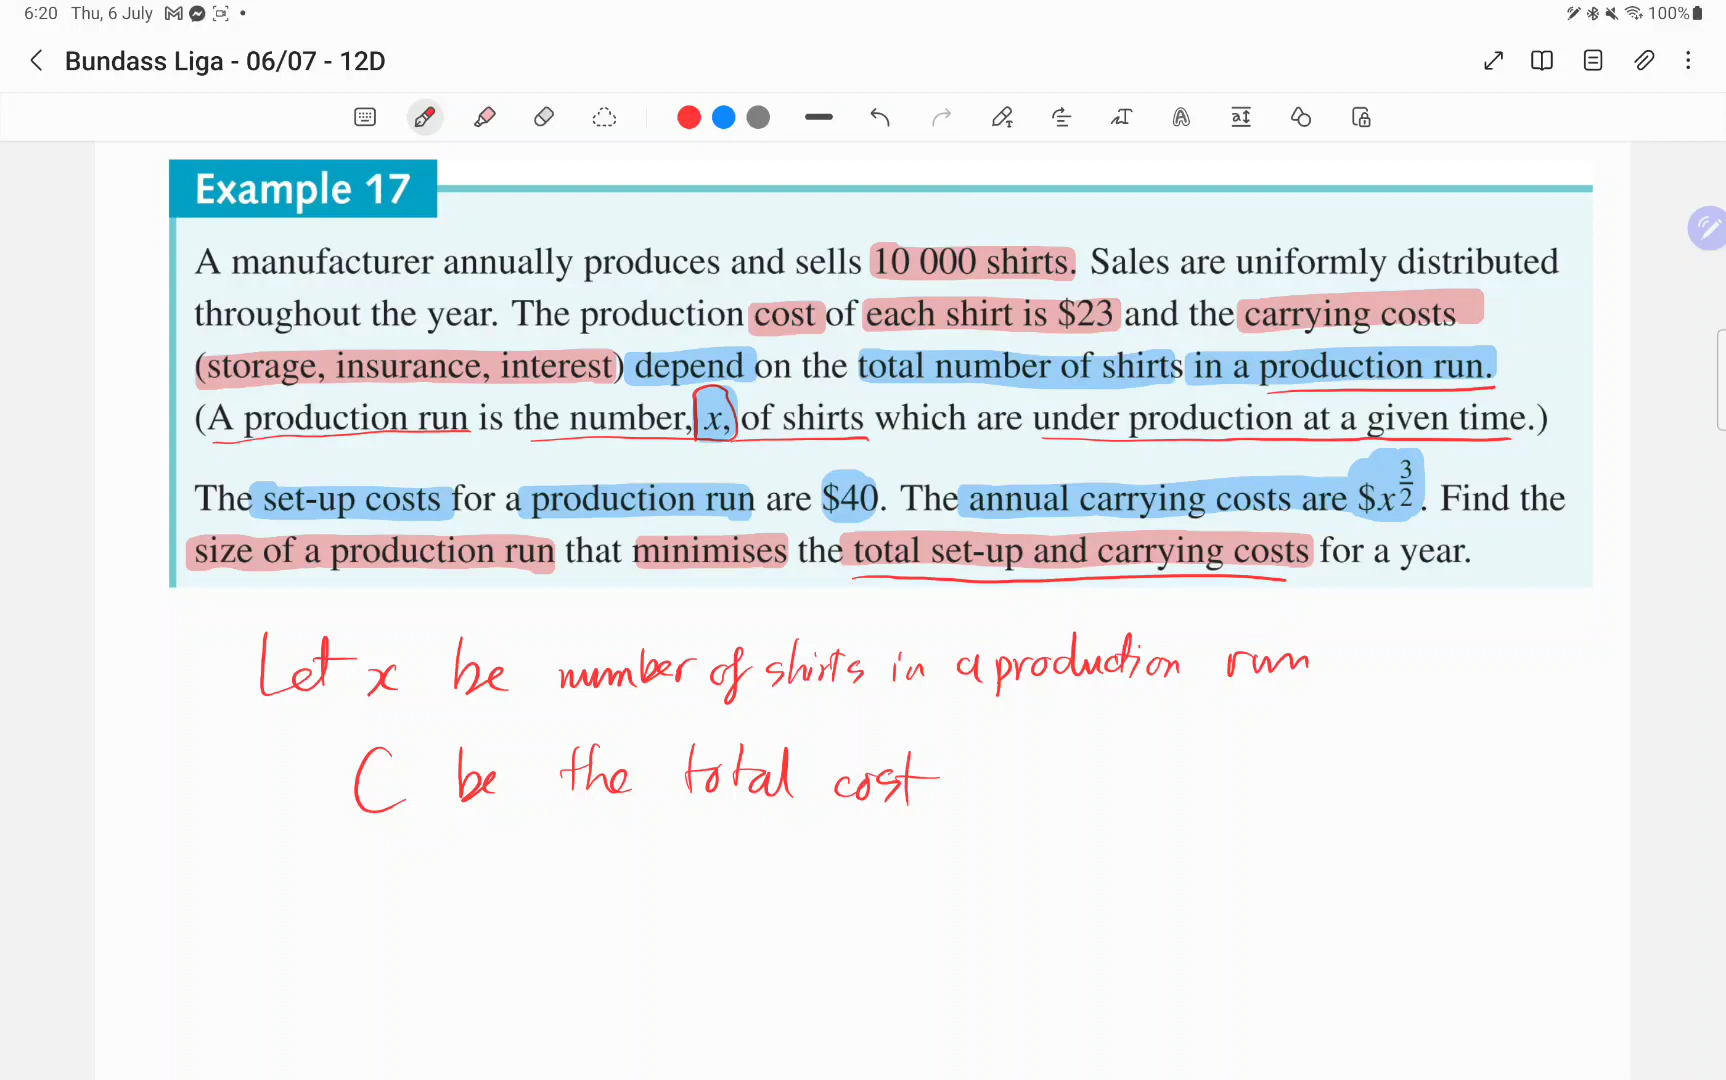 6:20 Thu, 6 July 100%
Bundass Liga - 06/07 - 12D
Example 17
A manufacturer annually produces and sells 10 000 shirts. Sales are uniformly distributed
throughout the year. The production cost of each shirt is $23 and the carrying costs
(storage, insurance, interest) depend on the total number of shirts in a production run.
(A production run is the number, x, of shirts which are under production at a given time.)
The set-up costs for a production run are $40. The annual carrying costs are $x^(3/2). Find the
size of a production run that minimises the total set-up and carrying costs for a year.
Let x be number of shirts in a production run
C be the total cost